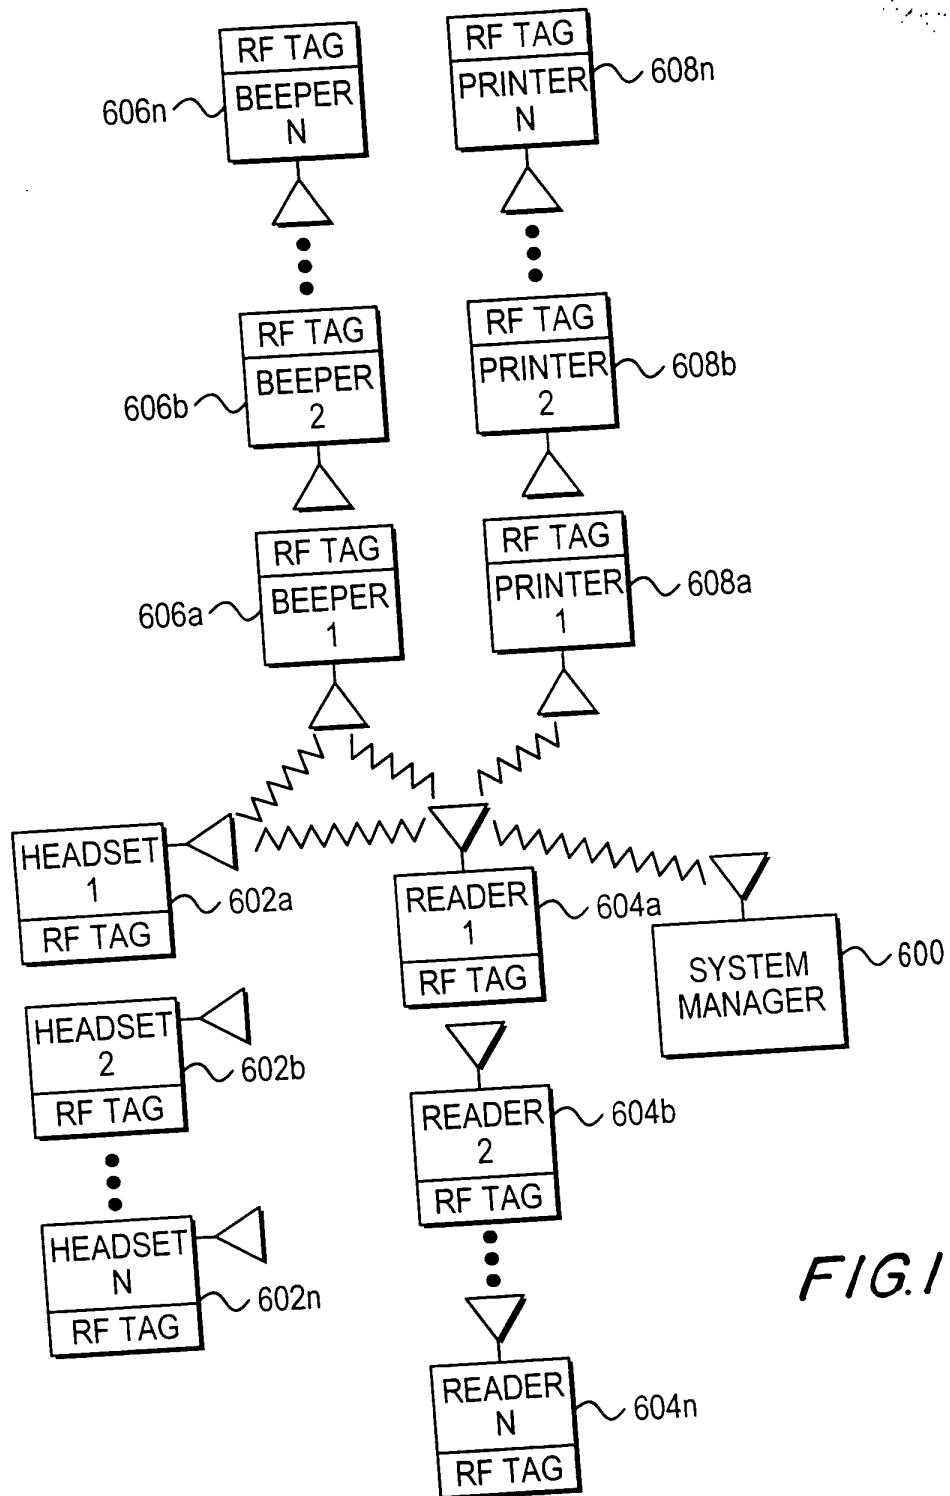 RF TAG
BEEPER
N
606n
RF TAG
PRINTER
N
608n
RF TAG
BEEPER
2
606b
RF TAG
PRINTER
2
608b
RF TAG
BEEPER
1
606a
RF TAG
PRINTER
1
608a
HEADSET
1
RF TAG
602a
READER
1
RF TAG
604a
SYSTEM
MANAGER
600
HEADSET
2
RF TAG
602b
READER
2
RF TAG
604b
HEADSET
N
RF TAG
602n
READER
N
RF TAG
604n
FIG.1